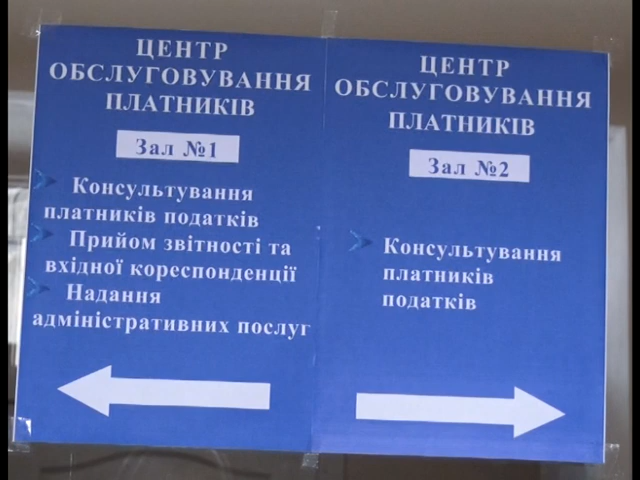 ЦЕНТР
ОБСЛУГОВУВАННЯ
ПЛАТНИКІВ
Зал №1
Консультування
платників податків
Прийом звітності та
вхідної кореспонденції
Надання
адміністративних послуг
ЦЕНТР
ОБСЛУГОВУВАННЯ
ПЛАТНИКІВ
Зал №2
Консультування
платників
податків